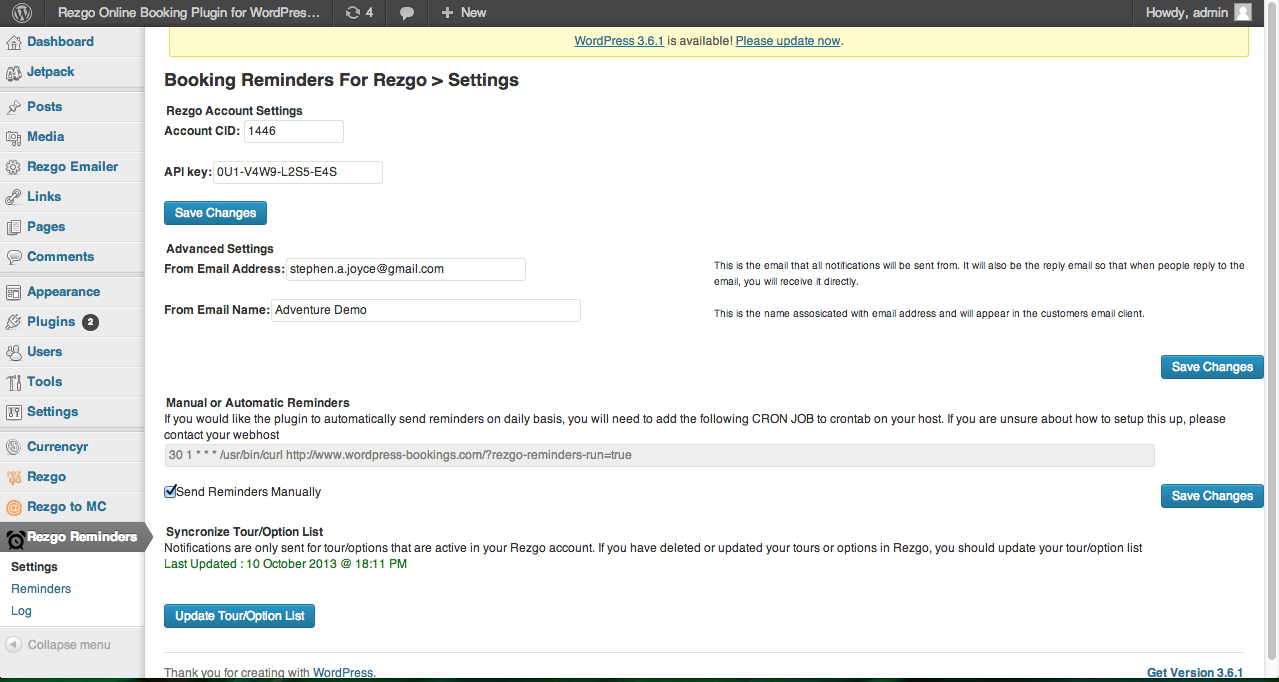 Rezgo Online Booking Plugin for WordPres... 4 + New Howdy, admin
Dashboard
Jetpack
Posts
Media
Rezgo Emailer
Links
Pages
Comments
Appearance
Plugins 2
Users
Tools
Settings
Currencyr
Rezgo
Rezgo to MC
Rezgo Reminders
Settings
Reminders
Log
Collapse menu
WordPress 3.6.1 is available! Please update now.
Booking Reminders For Rezgo > Settings
Rezgo Account Settings
Account CID: 1446
API key: 0U1-V4W9-L2S5-E4S
Save Changes
Advanced Settings
From Email Address: stephen.a.joyce@gmail.com
This is the email that all notifications will be sent from. It will also be the reply email so that when people reply to the
email, you will receive it directly.
From Email Name: Adventure Demo
This is the name assosicated with email address and will appear in the customers email client.
Save Changes
Manual or Automatic Reminders
If you would like the plugin to automatically send reminders on daily basis, you will need to add the following CRON JOB to crontab on your host. If you are unsure about how to setup this up, please
contact your webhost
30 1 * * * /usr/bin/curl http://www.wordpress-bookings.com/?rezgo-reminders-run=true
Send Reminders Manually
Save Changes
Syncronize Tour/Option List
Notifications are only sent for tour/options that are active in your Rezgo account. If you have deleted or updated your tours or options in Rezgo, you should update your tour/option list
Last Updated : 10 October 2013 @ 18:11 PM
Update Tour/Option List
Thank you for creating with WordPress.
Get Version 3.6.1